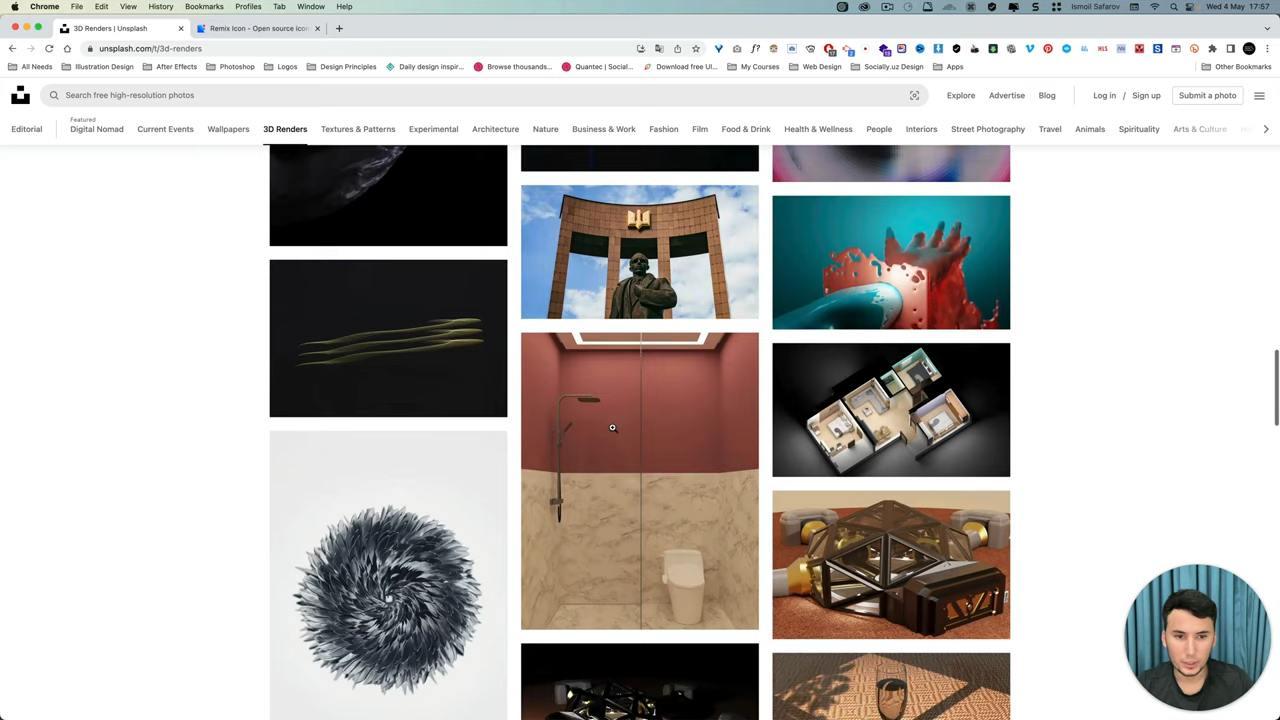 Chrome File Edit View History Bookmarks Profiles Tab Window Help
Ismoil Safarov Wed 4 May 17:57
3D Renders | Unsplash
Remix Icon - Open source icon
unsplash.com/t/3d-renders
All Needs Illustration Design After Effects Photoshop Logos Design Principles Daily design inspir... Browse thousands... Quantec | Social... Download free UI... My Courses Web Design Socially.uz Design Apps Other Bookmarks
Search free high-resolution photos
Explore Advertise Blog Log in / Sign up Submit a photo
Featured
Editorial Digital Nomad Current Events Wallpapers 3D Renders Textures & Patterns Experimental Architecture Nature Business & Work Fashion Film Food & Drink Health & Wellness People Interiors Street Photography Travel Animals Spirituality Arts & Culture